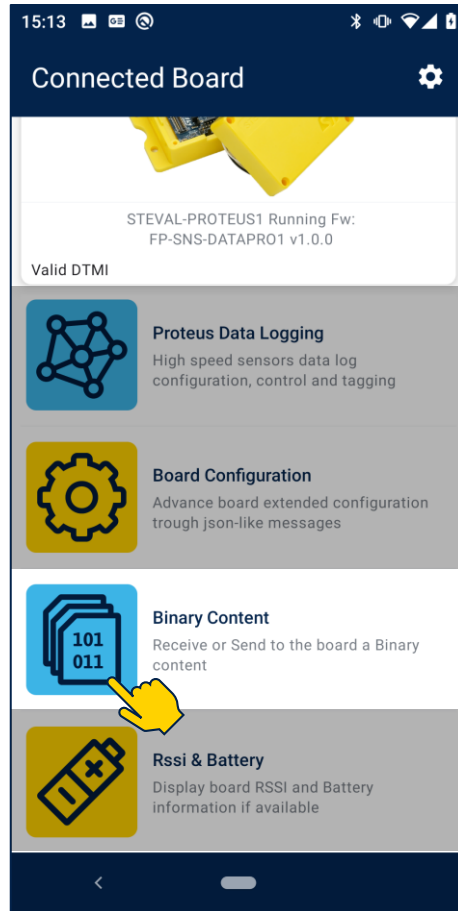 15:13
Connected Board
STEVAL-PROTEUS1 Running Fw:
FP-SNS-DATAPRO1 v1.0.0
Valid DTMI
Proteus Data Logging
High speed sensors data log
configuration, control and tagging
Board Configuration
Advance board extended configuration
trough json-like messages
101
011
Binary Content
Receive or Send to the board a Binary
content
Rssi & Battery
Display board RSSI and Battery
information if available